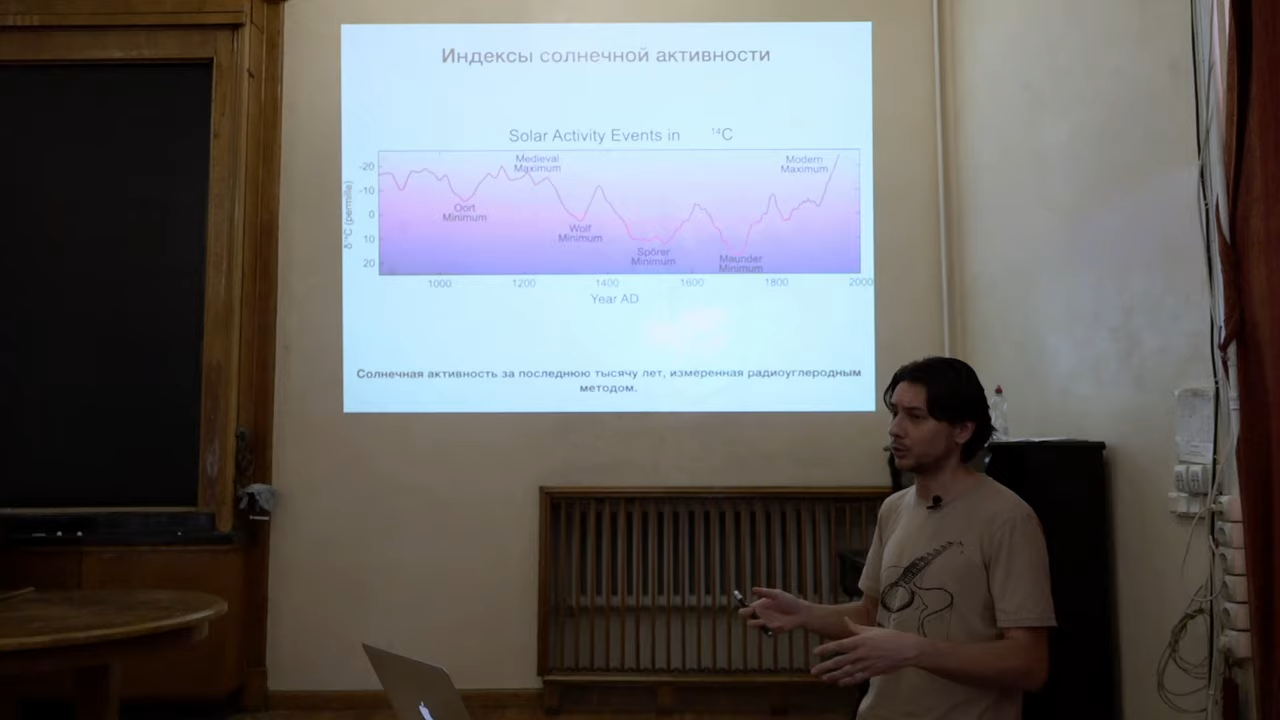 Индексы солнечной активности
Solar Activity Events in ¹⁴C
Medieval
Maximum
Modern
Maximum
Oort
Minimum
Wolf
Minimum
Spörer
Minimum
Maunder
Minimum
δ¹⁴C (permille)
-20
-10
0
10
20
1000 1200 1400 1600 1800 2000
Year AD
Солнечная активность за последнюю тысячу лет, измеренная радиоуглеродным
методом.